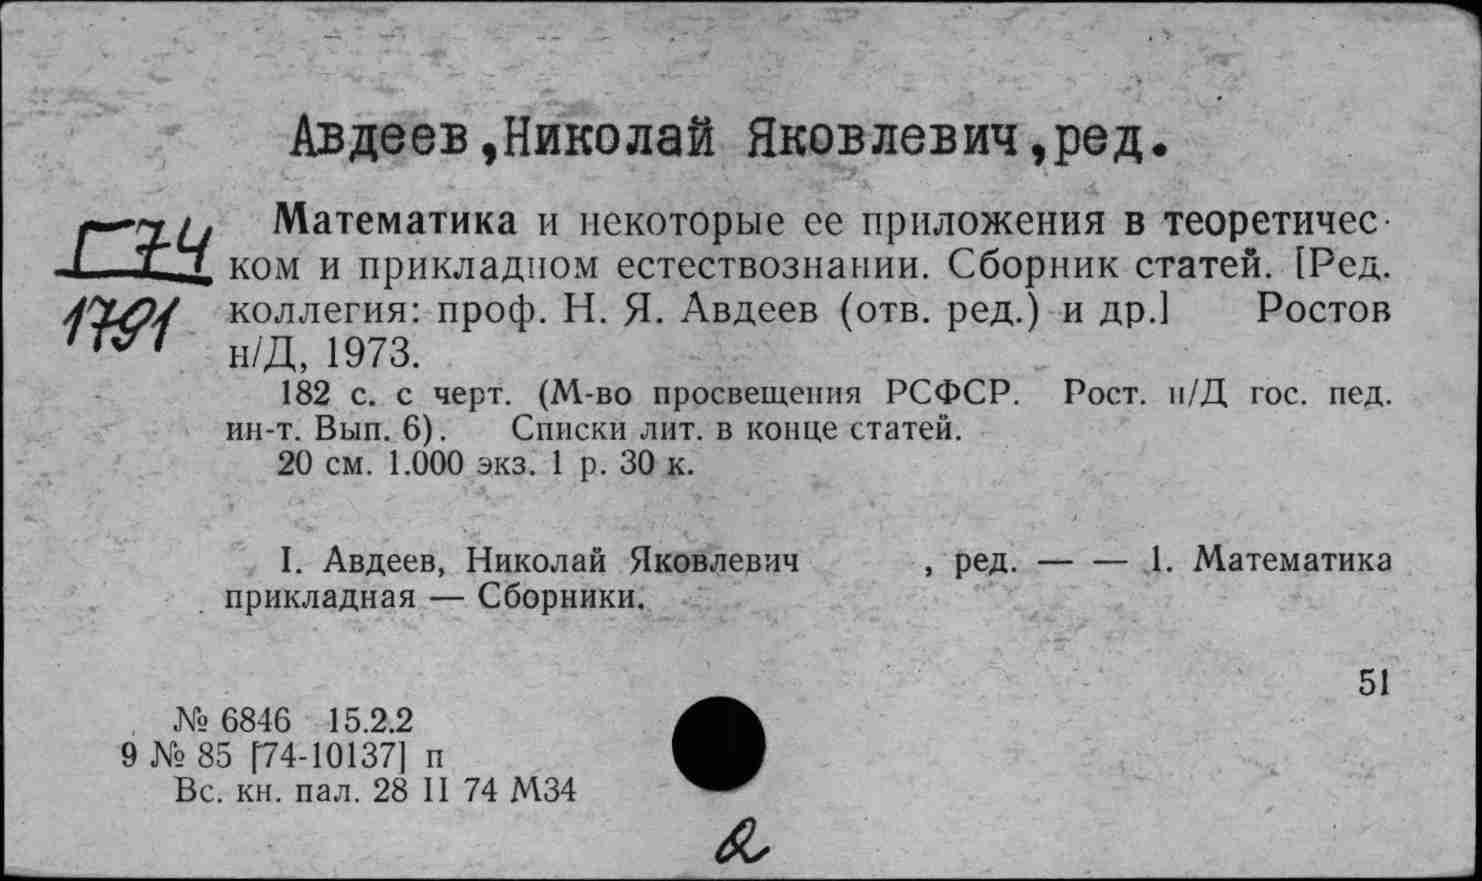 Авдеев,Николай Яковлевич,ред.
Г74
1791
Математика и некоторые ее приложения в теоретичес-
ком и прикладном естествознании. Сборник статей. [Ред.
коллегия: проф. Н. Я. Авдеев (отв. ред.) и др.] Ростов
н/Д, 1973.
182 с. с черт. (М-во просвещения РСФСР. Рост. н/Д гос. пед.
ин-т. Вып. 6). Списки лит. в конце статей.
20 см. 1.000 экз. 1 р. 30 к.
I. Авдеев, Николай Яковлевич , ред. — — 1. Математика
прикладная — Сборники.
51
№ 6846 15.2.2
9 № 85 [74-10137] п
Вс. кн. пал. 28 II 74 М34